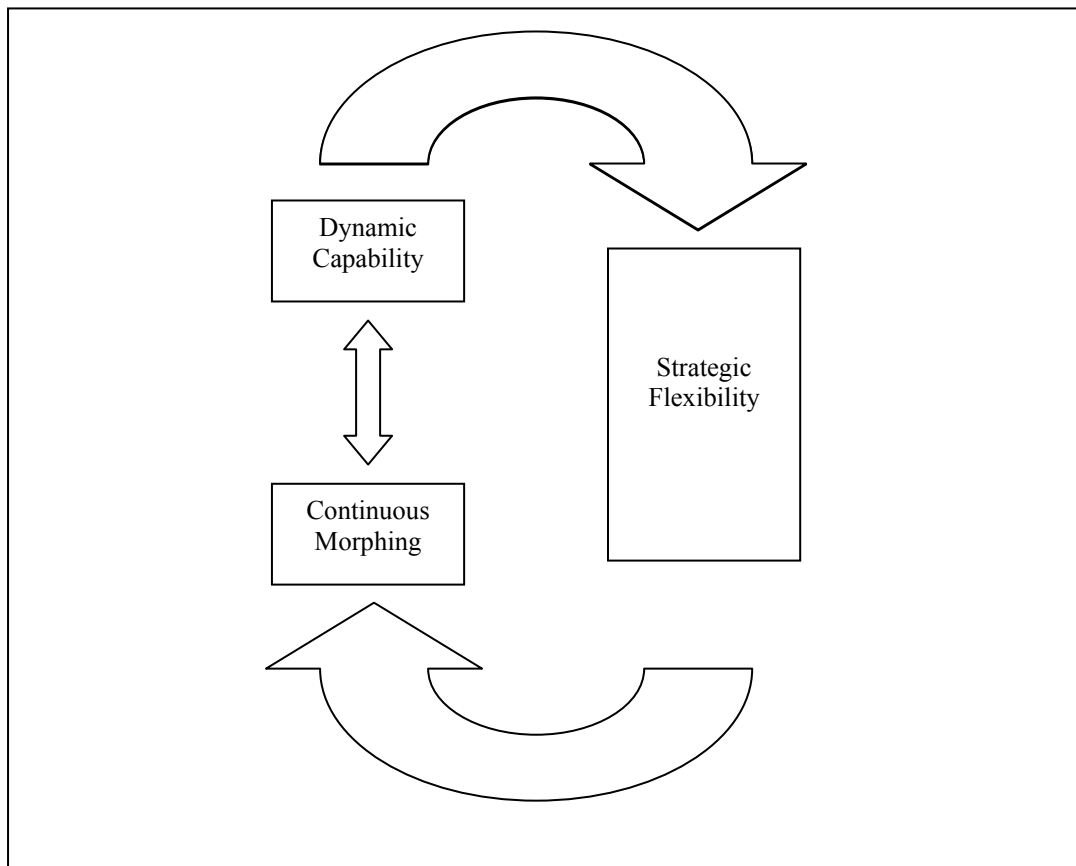 Dynamic
Capability
Strategic
Flexibility
Continuous
Morphing